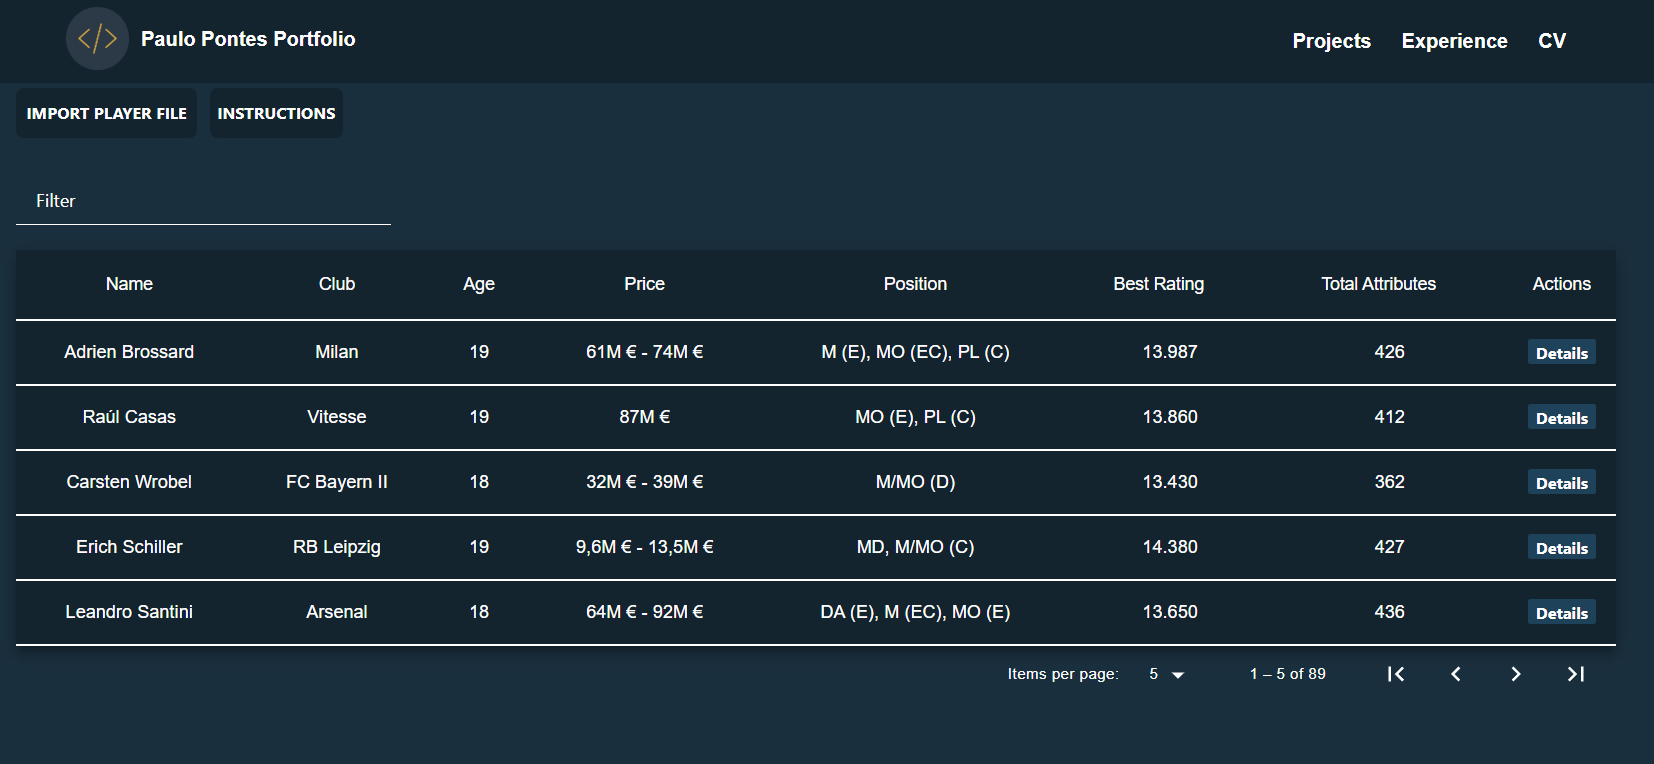 </> Paulo Pontes Portfolio Projects Experience CV
IMPORT PLAYER FILE INSTRUCTIONS
Filter
Name Club Age Price Position Best Rating Total Attributes Actions
Adrien Brossard Milan 19 61M € - 74M € M (E), MO (EC), PL (C) 13.987 426 Details
Raúl Casas Vitesse 19 87M € MO (E), PL (C) 13.860 412 Details
Carsten Wrobel FC Bayern II 18 32M € - 39M € M/MO (D) 13.430 362 Details
Erich Schiller RB Leipzig 19 9,6M € - 13,5M € MD, M/MO (C) 14.380 427 Details
Leandro Santini Arsenal 18 64M € - 92M € DA (E), M (EC), MO (E) 13.650 436 Details
Items per page: 5 1 – 5 of 89